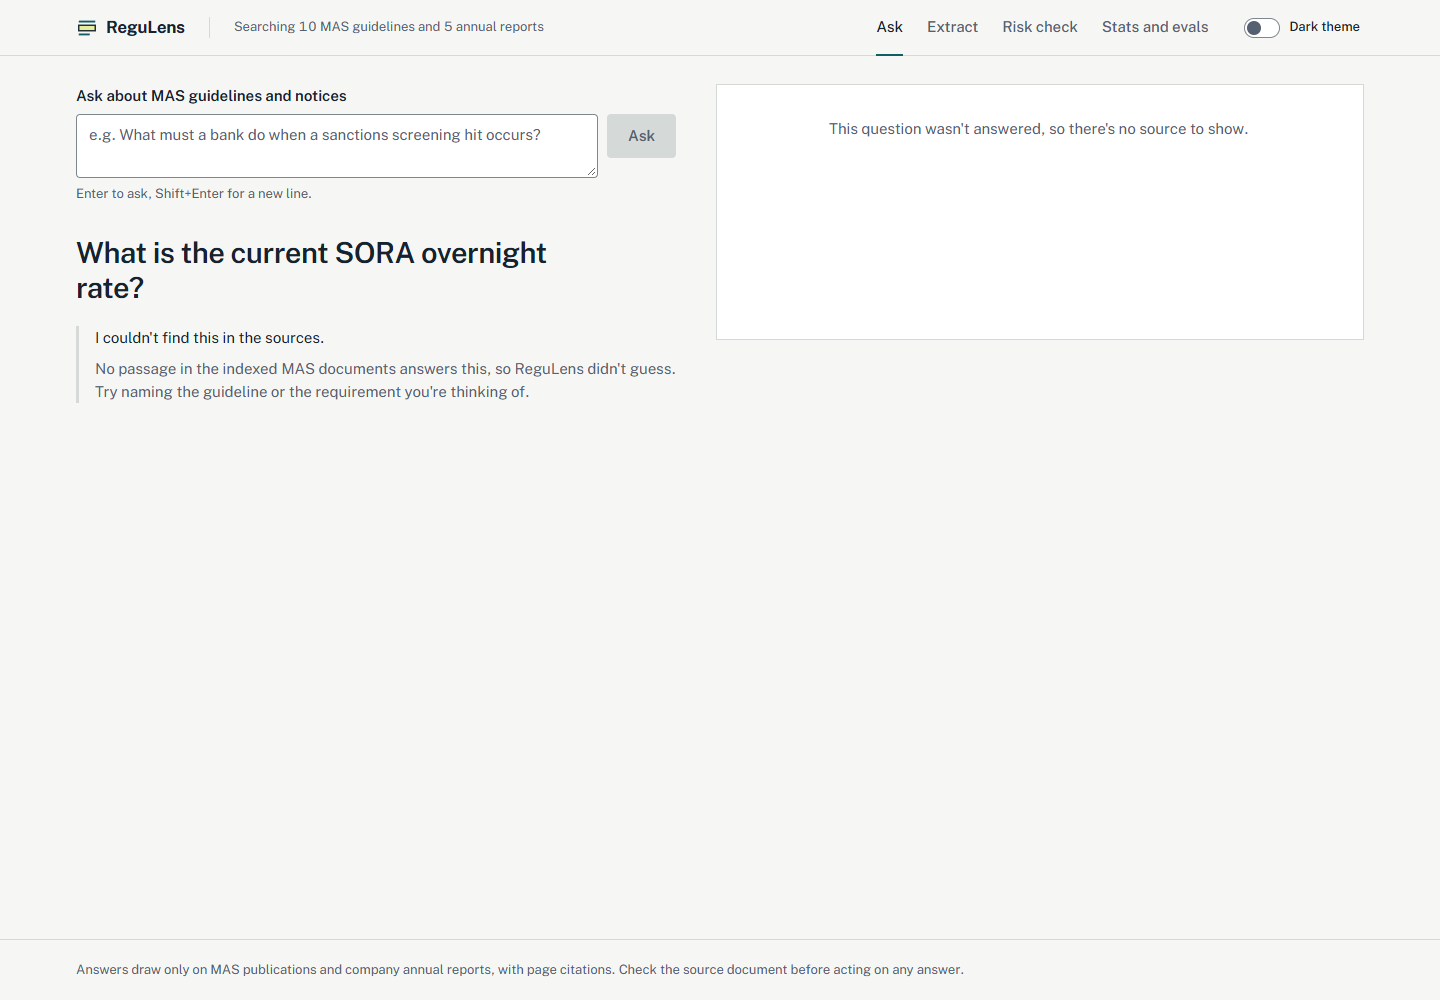 ReguLens
Searching 10 MAS guidelines and 5 annual reports
Ask
Extract
Risk check
Stats and evals
Dark theme
Ask about MAS guidelines and notices
e.g. What must a bank do when a sanctions screening hit occurs?
Ask
Enter to ask, Shift+Enter for a new line.
What is the current SORA overnight
rate?
I couldn't find this in the sources.
No passage in the indexed MAS documents answers this, so ReguLens didn't guess.
Try naming the guideline or the requirement you're thinking of.
This question wasn't answered, so there's no source to show.
Answers draw only on MAS publications and company annual reports, with page citations. Check the source document before acting on any answer.